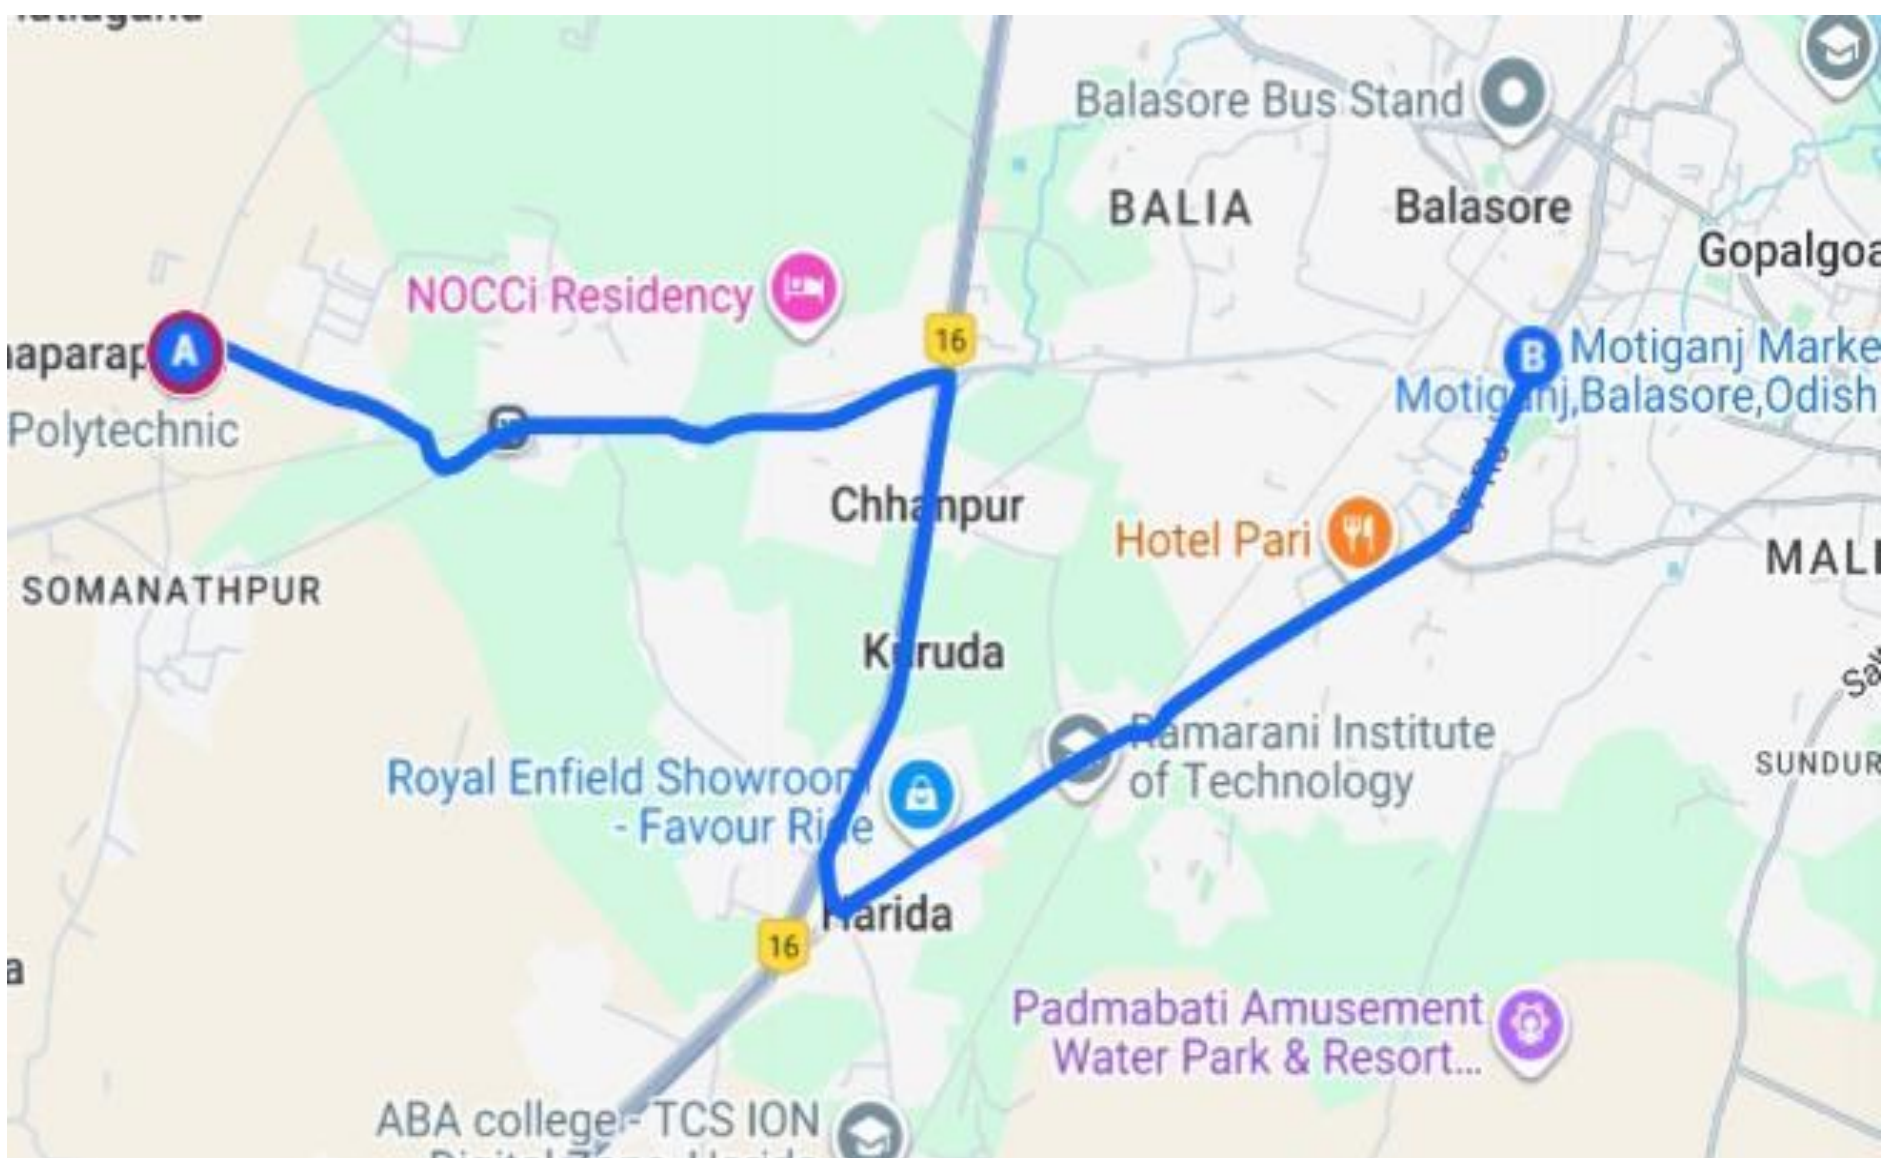 Balasore Bus Stand
BALIA
Balasore
Gopalgoa
NOCCi Residency
16
A
aparap
Polytechnic
B
Motiganj Marke
Motiganj,Balasore,Odish
Chhanpur
Hotel Pari
MALI
SOMANATHPUR
Kuruda
Ramarani Institute
of Technology
SUNDUR
Royal Enfield Showroom
- Favour Ride
Harida
16
a
Padmabati Amusement
Water Park & Resort...
ABA college - TCS ION